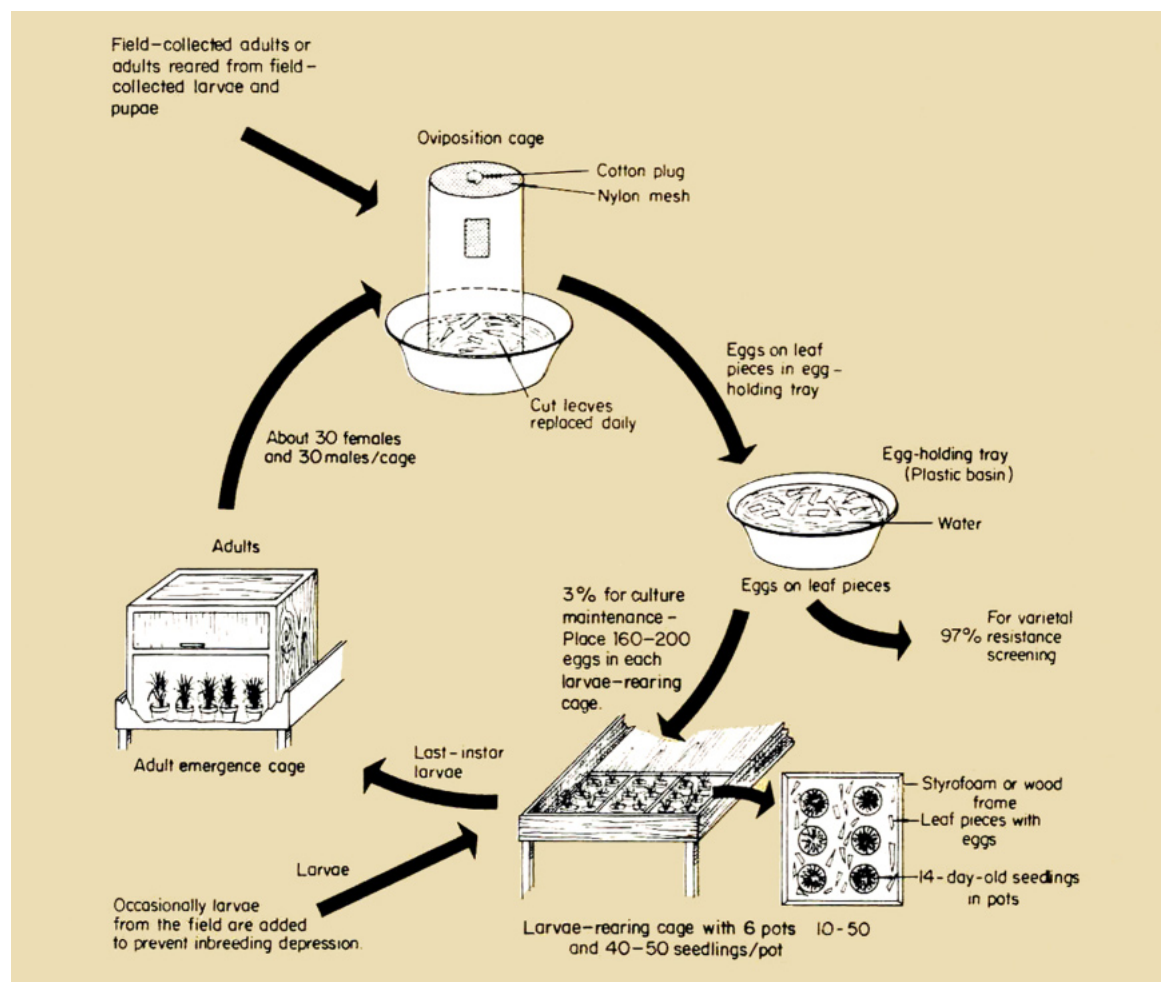 Field-collected adults or
adults reared from field-
collected larvae and
pupae
Oviposition cage
Cotton plug
Nylon mesh
Cut leaves
replaced daily
Eggs on leaf
pieces in egg-
holding tray
About 30 females
and 30 males/cage
Egg-holding tray
(Plastic basin)
Water
Eggs on leaf pieces
Adults
Adult emergence cage
3% for culture
maintenance-
Place 160-200
eggs in each
larvae-rearing
cage.
97%
For varietal
resistance
screening
Last-instar
larvae
Styrofoam or wood
frame
Leaf pieces with
eggs
14-day-old seedlings
in pots
Larvae
Occasionally larvae
from the field are added
to prevent inbreeding depression.
Larvae-rearing cage with 6 pots
and 40-50 seedlings/pot
10-50